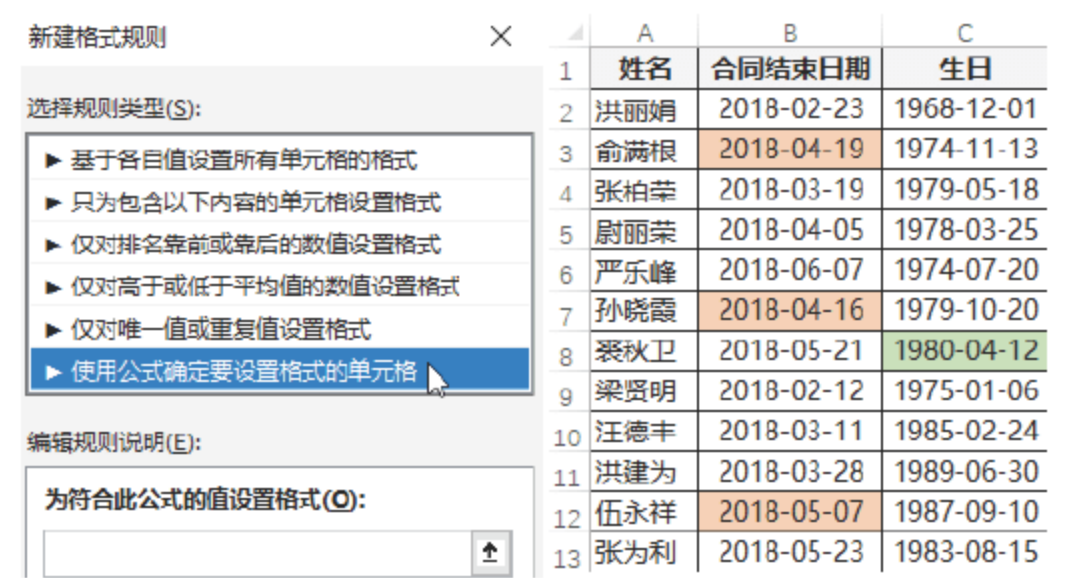 新建格式规则
选择规则类型(S):
► 基于各自值设置所有单元格的格式
► 只为包含以下内容的单元格设置格式
► 仅对排名靠前或靠后的数值设置格式
► 仅对高于或低于平均值的数值设置格式
► 仅对唯一值或重复值设置格式
► 使用公式确定要设置格式的单元格
编辑规则说明(E):
为符合此公式的值设置格式(O):
A B C
1 姓名 合同结束日期 生日
2 洪丽娟 2018-02-23 1968-12-01
3 俞满根 2018-04-19 1974-11-13
4 张柏荣 2018-03-19 1979-05-18
5 尉丽荣 2018-04-05 1978-03-25
6 严乐峰 2018-06-07 1974-07-20
7 孙晓霞 2018-04-16 1979-10-20
8 裘秋卫 2018-05-21 1980-04-12
9 梁贤明 2018-02-12 1975-01-06
10 汪德丰 2018-03-11 1985-02-24
11 洪建为 2018-03-28 1989-06-30
12 伍永祥 2018-05-07 1987-09-10
13 张为利 2018-05-23 1983-08-15